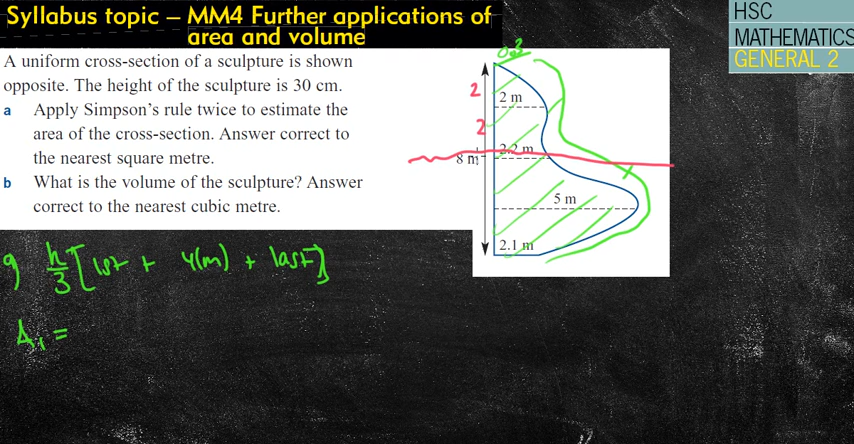 Syllabus topic – MM4 Further applications of
area and volume
HSC
MATHEMATICS
GENERAL 2
A uniform cross-section of a sculpture is shown
opposite. The height of the sculpture is 30 cm.
a Apply Simpson's rule twice to estimate the
area of the cross-section. Answer correct to
the nearest square metre.
b What is the volume of the sculpture? Answer
correct to the nearest cubic metre.
2
2 m
2
2.2 m
8 m
5 m
2.1 m
h/3 [1st + 4(m) + last]
A₁ =